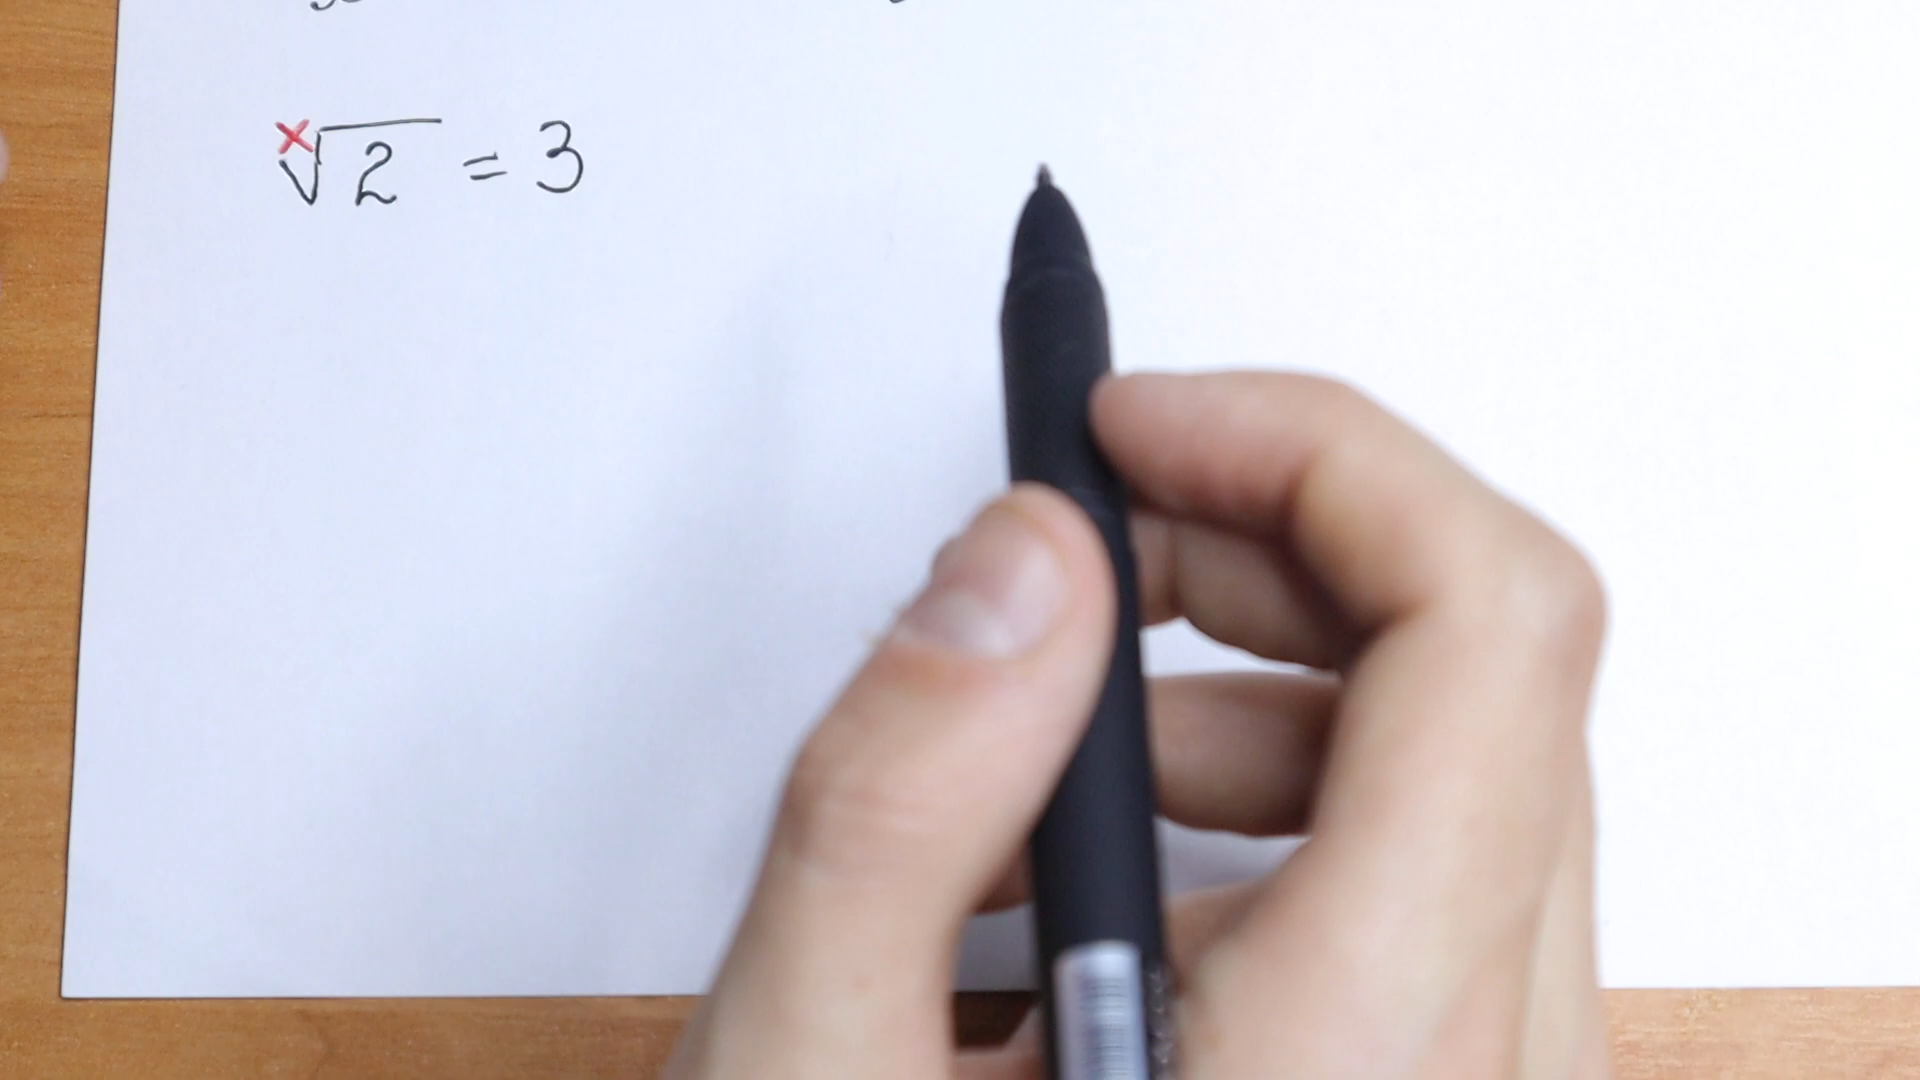 ˣ√2 = 3